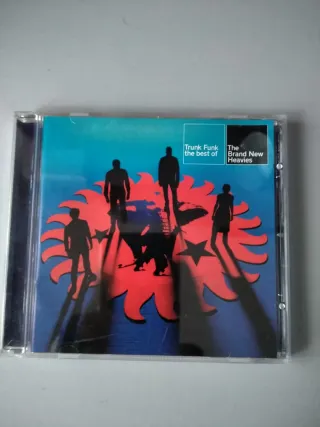 Trunk Funk
the best of
The
Brand New
Heavies